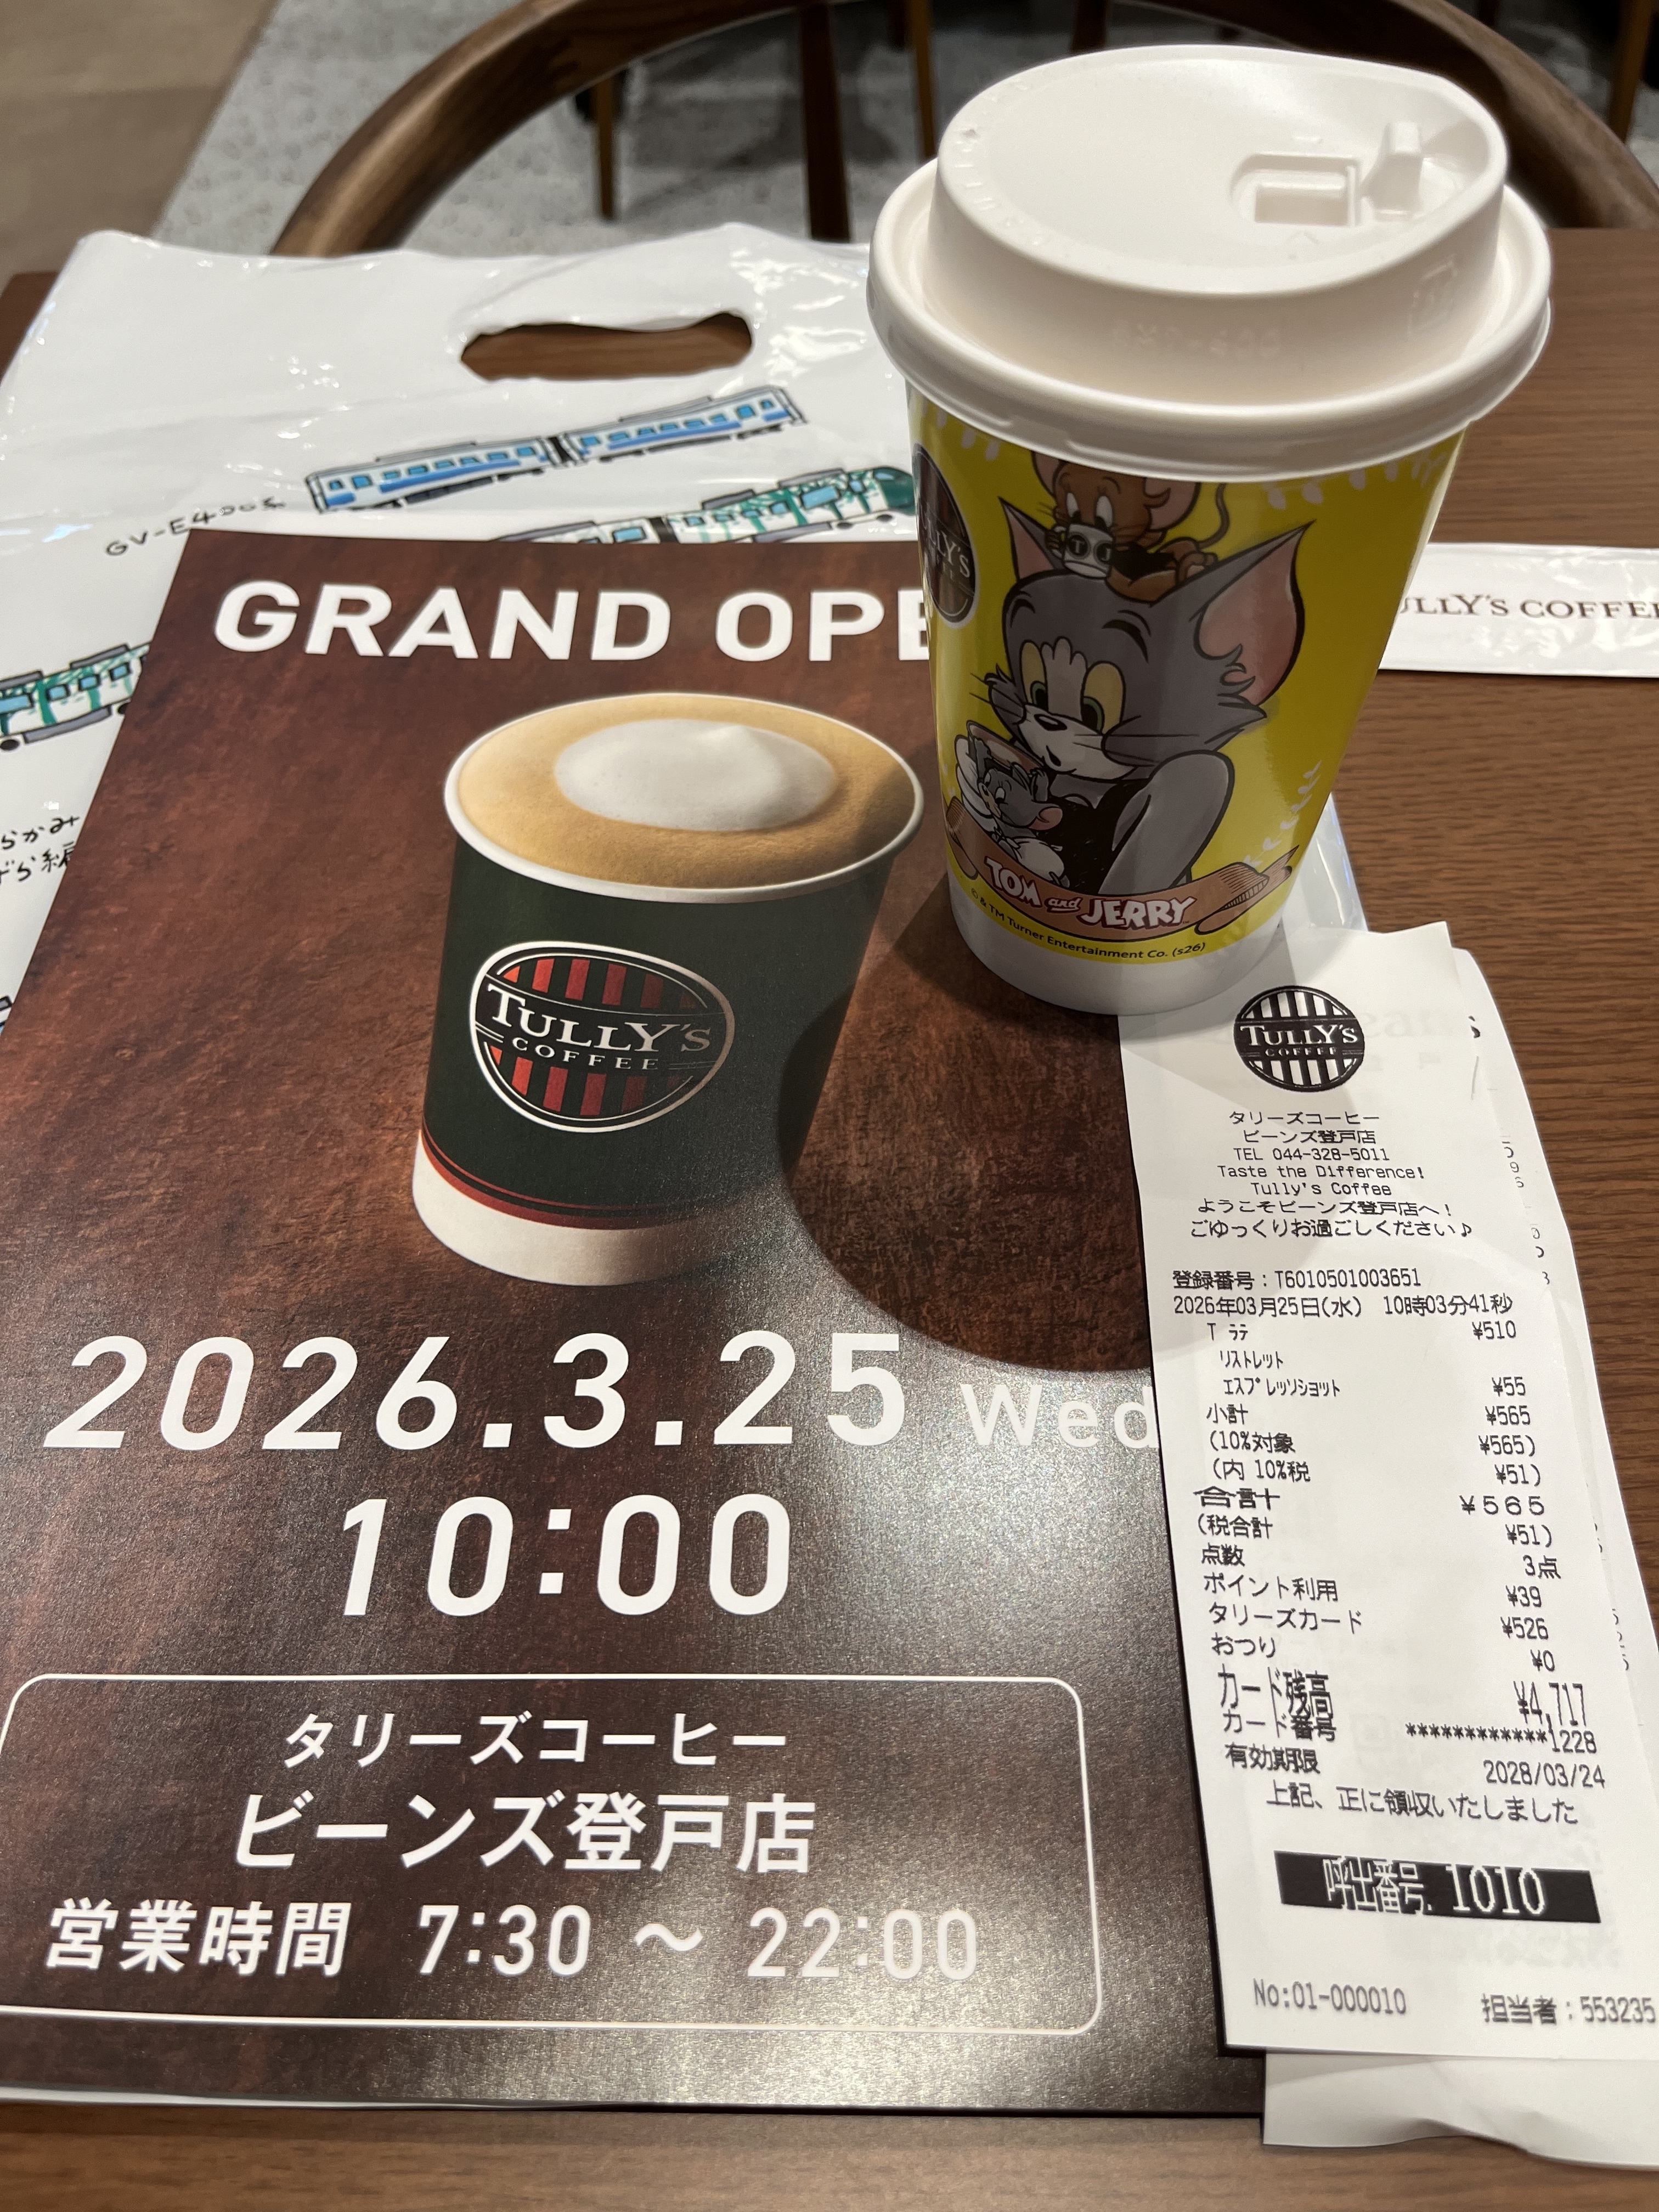 GV-E400系
GRAND OPE
TULLY'S
COFFEE
2026.3.25 Wed
10:00
タリーズコーヒー
ビーンズ登戸店
営業時間 7:30 ～ 22:00
TOM and JERRY
© & TM Turner Entertainment Co. (s26)
ULLY'S COFFEE
TULLY'S
COFFEE
タリーズコーヒー
ビーンズ登戸店
TEL 044-328-5011
Taste the Difference!
Tully's Coffee
ようこそビーンズ登戸店へ!
ごゆっくりお過ごしください♪
登録番号:T6010501003651
2026年03月25日(水) 10時03分41秒
T ﾗﾃ ¥510
ﾘｽﾄﾚｯﾄ
ｴｽﾌﾟﾚｯｿｼｮｯﾄ ¥55
小計 ¥565
(10%対象 ¥565)
(内 10%税 ¥51)
合計 ¥565
(税合計 ¥51)
点数 3点
ポイント利用 ¥39
タリーズカード ¥526
おつり ¥0
カード残高 ¥4,717
カード番号 ************1228
有効期限 2028/03/24
上記、正に領収いたしました
呼出番号 1010
No:01-000010 担当者:553235